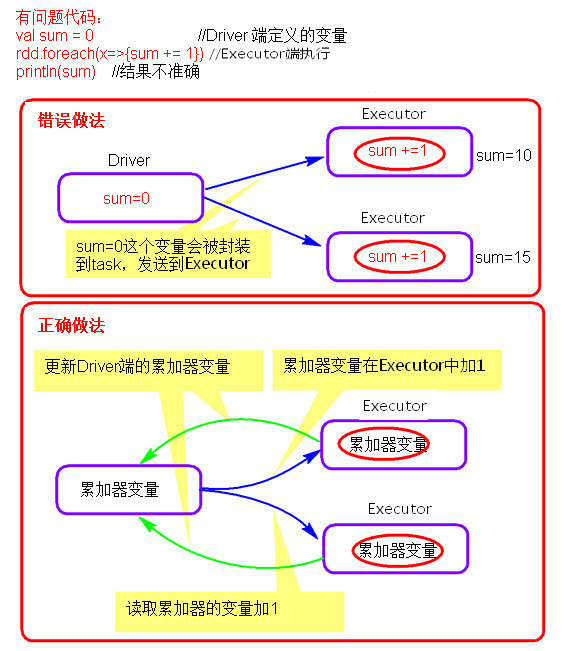 有问题代码：
val sum = 0 //Driver 端定义的变量
rdd.foreach(x=>{sum += 1}) //Executor端执行
println(sum) //结果不准确
错误做法
Executor
sum +=1
sum=10
Driver
sum=0
Executor
sum +=1
sum=15
sum=0这个变量会被封装
到task，发送到Executor
正确做法
更新Driver端的累加器变量
累加器变量在Executor中加1
Executor
累加器变量
累加器变量
Executor
累加器变量
读取累加器的变量加1